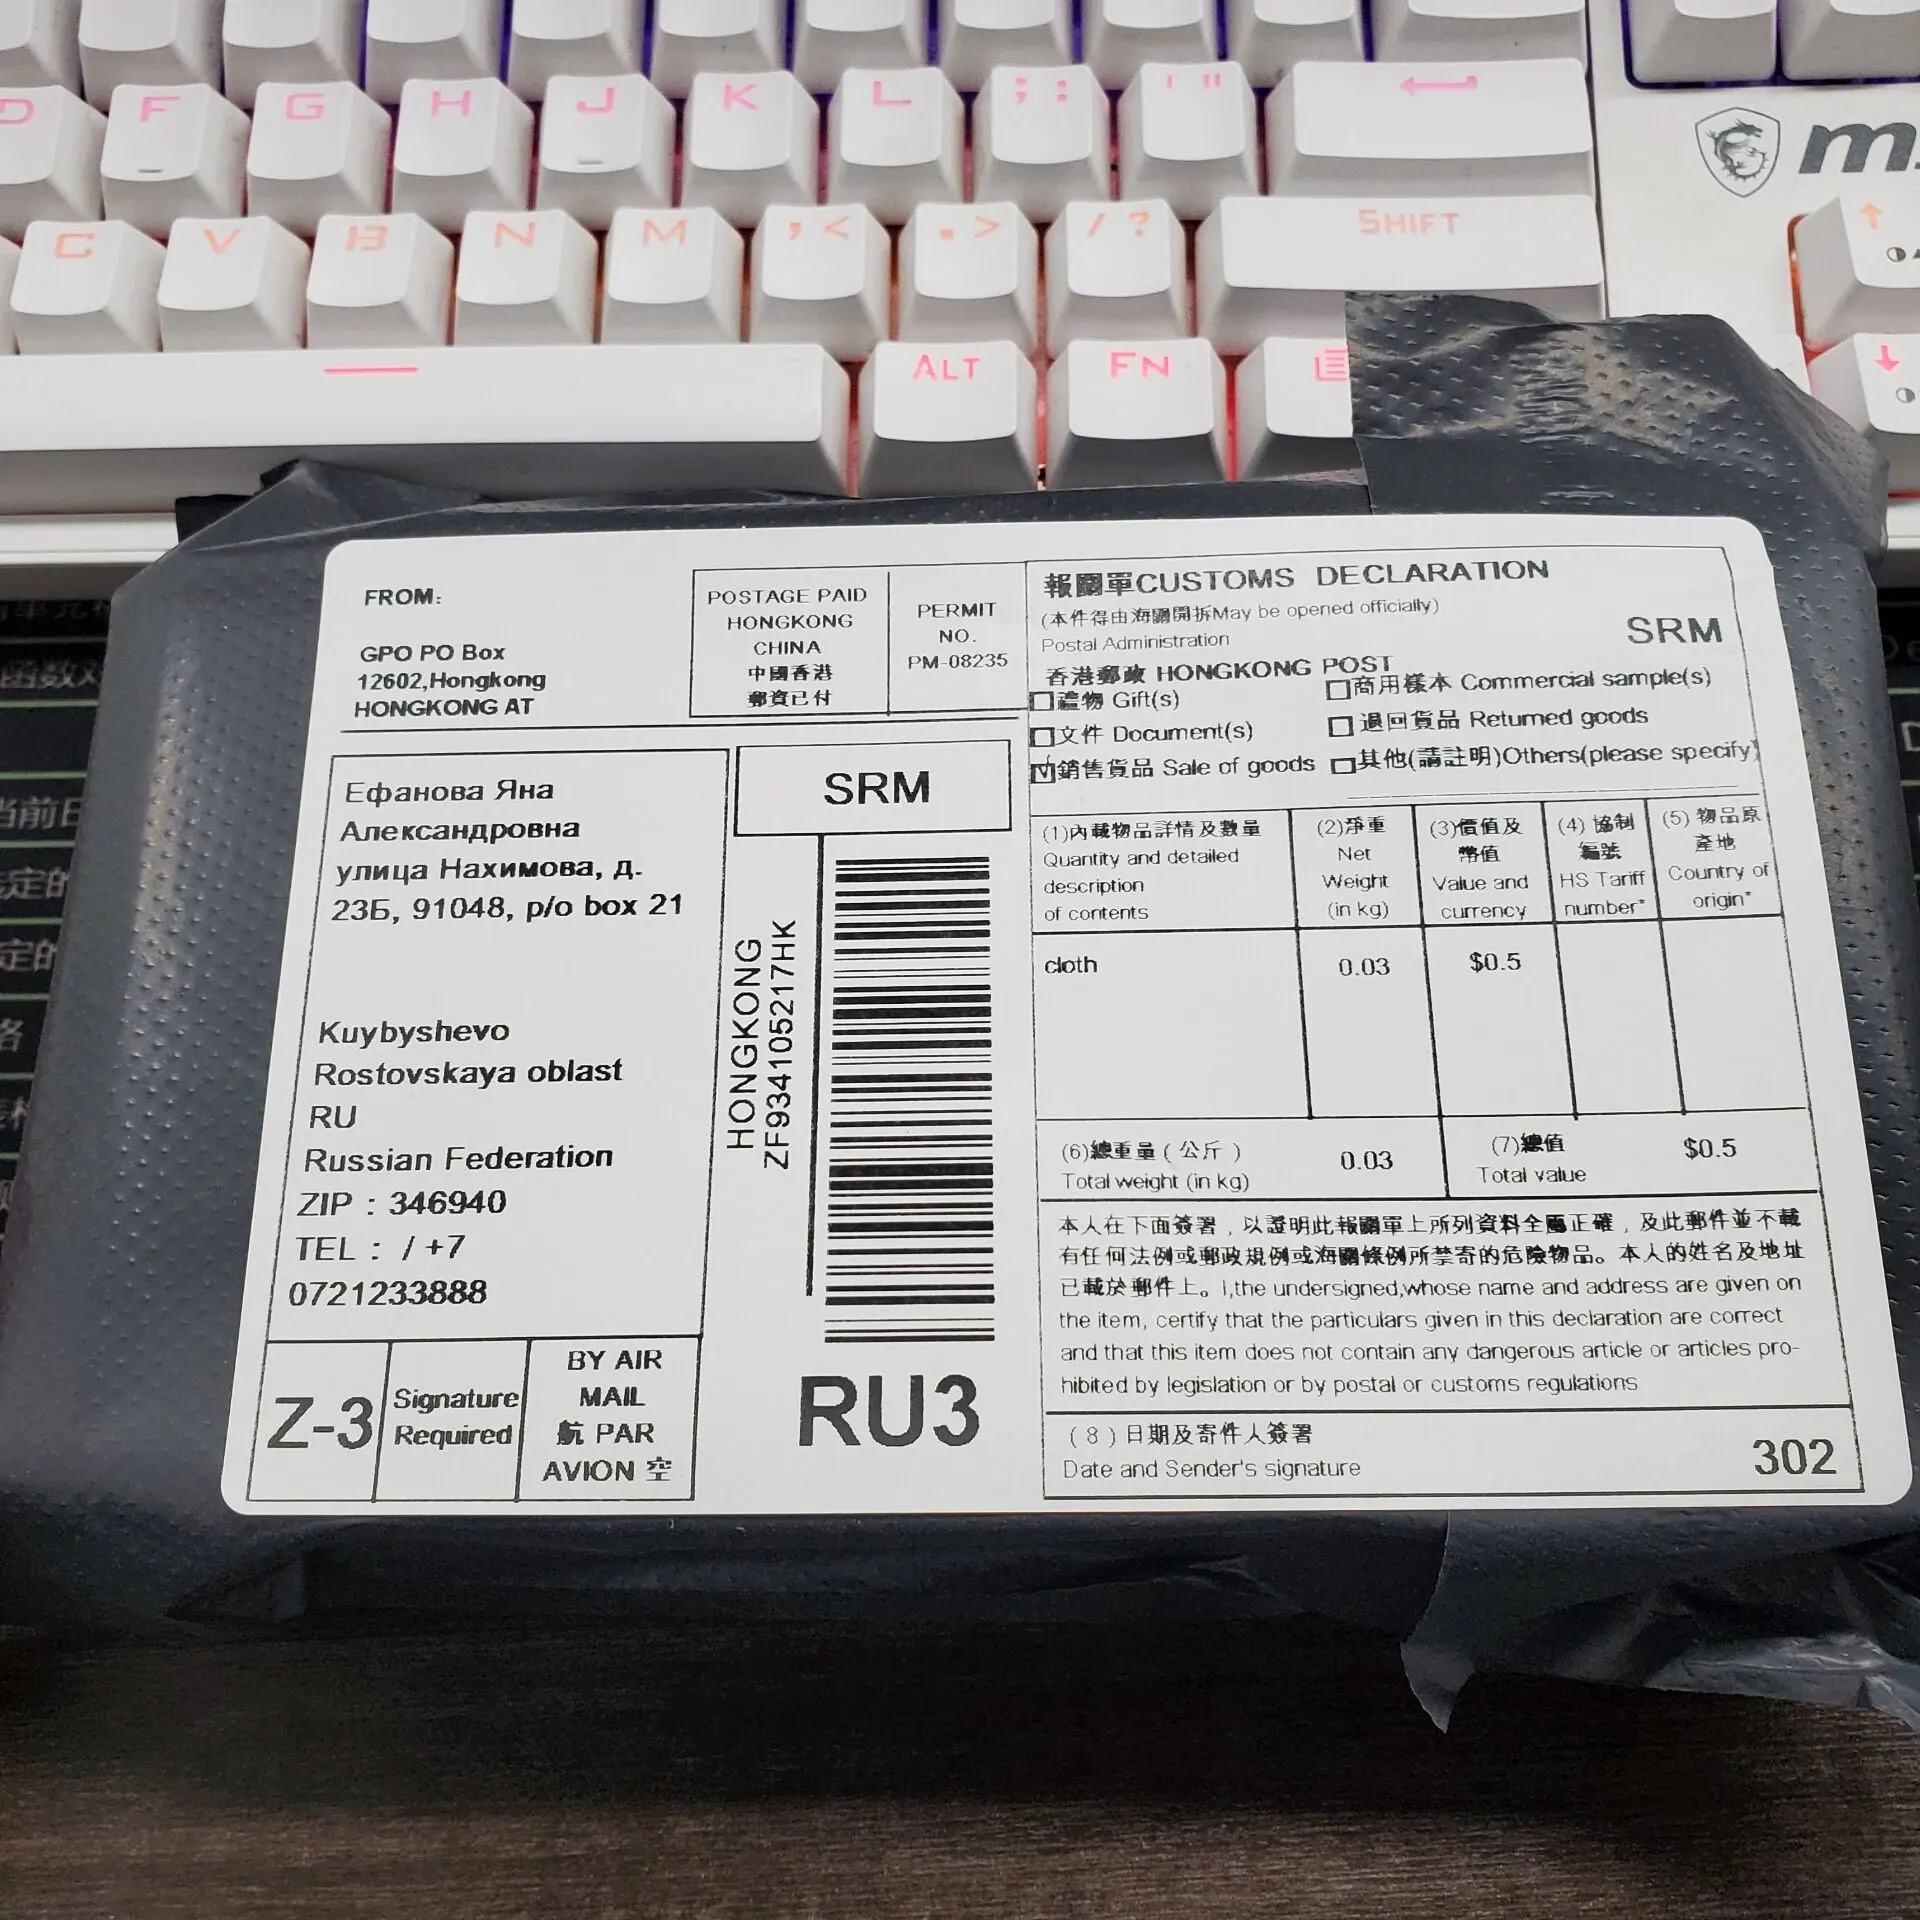 D F G H J K L ; : ' "
C V B N M , < . > / ? SHIFT
ALT FN
FROM:
GPO PO Box
12602,Hongkong
HONGKONG AT
POSTAGE PAID
HONGKONG
CHINA
中國香港
郵資已付
PERMIT
NO.
PM-08235
報關單CUSTOMS DECLARATION
(本件得由海關開拆May be opened officially)
Postal Administration
SRM
香港郵政 HONGKONG POST
禮物 Gift(s)
商用樣本 Commercial sample(s)
文件 Document(s)
退回貨品 Returned goods
銷售貨品 Sale of goods
其他(請註明)Others(please specify)
Ефанова Яна
Александровна
улица Нахимова, д.
23Б, 91048, p/o box 21
Kuybyshevo
Rostovskaya oblast
RU
Russian Federation
ZIP : 346940
TEL : / +7
0721233888
SRM
HONGKONG
ZF934105217HK
RU3
Z-3
Signature
Required
BY AIR
MAIL
航 PAR
AVION 空
(1)內載物品詳情及數量
Quantity and detailed
description
of contents
(2)淨重
Net
Weight
(in kg)
(3)價值及
幣值
Value and
currency
(4) 協制
編號
HS Tariff
number*
(5) 物品原
產地
Country of
origin*
cloth 0.03 $0.5
(6)總重量 ( 公斤 )
Total weight (in kg)
0.03
(7)總值
Total value
$0.5
本人在下面簽署 , 以證明此報關單上所列資料全屬正確 , 及此郵件並不載
有任何法例或郵政規例或海關條例所禁寄的危險物品。本人的姓名及地址
已載於郵件上。I,the undersigned,whose name and address are given on
the item, certify that the particulars given in this declaration are correct
and that this item does not contain any dangerous article or articles pro-
hibited by legislation or by postal or customs regulations
( 8 ) 日期及寄件人簽署
Date and Sender's signature
302